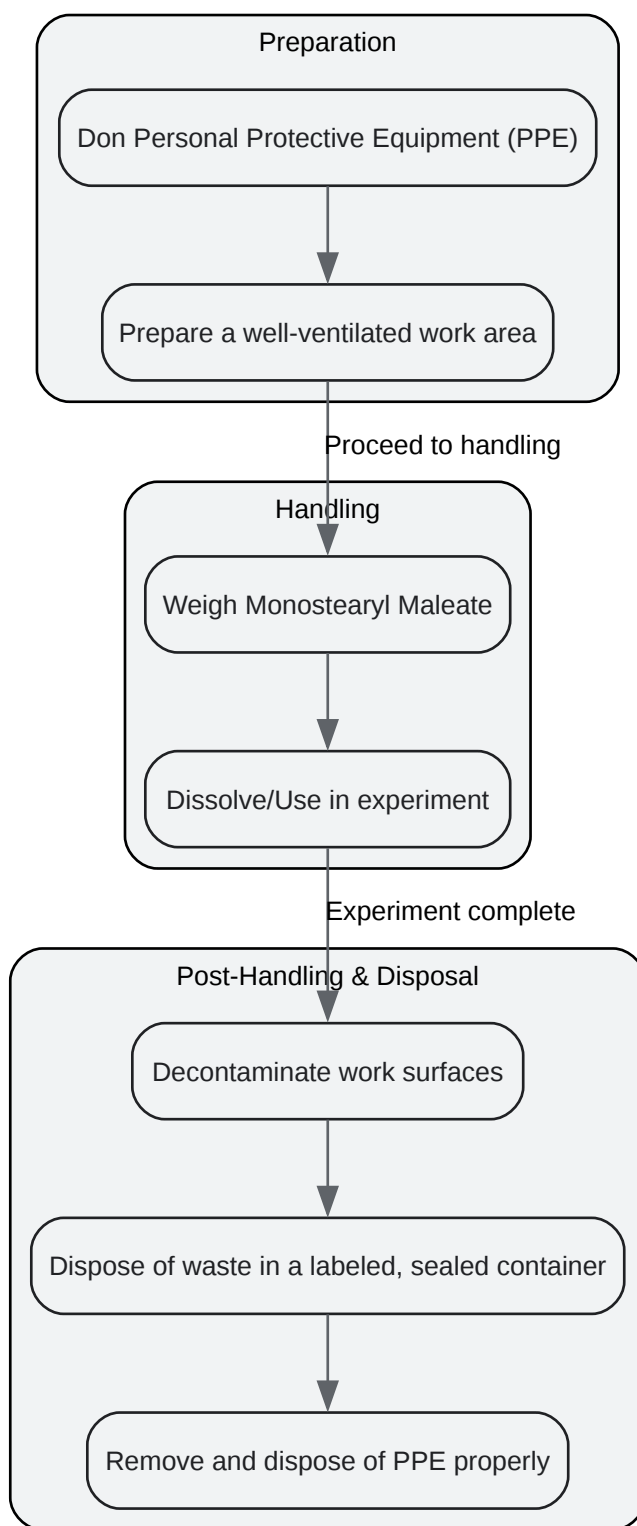 Preparation
Don Personal Protective Equipment (PPE)
Prepare a well-ventilated work area
Proceed to handling
Handling
Weigh Monostearyl Maleate
Dissolve/Use in experiment
Experiment complete
Post-Handling & Disposal
Decontaminate work surfaces
Dispose of waste in a labeled, sealed container
Remove and dispose of PPE properly